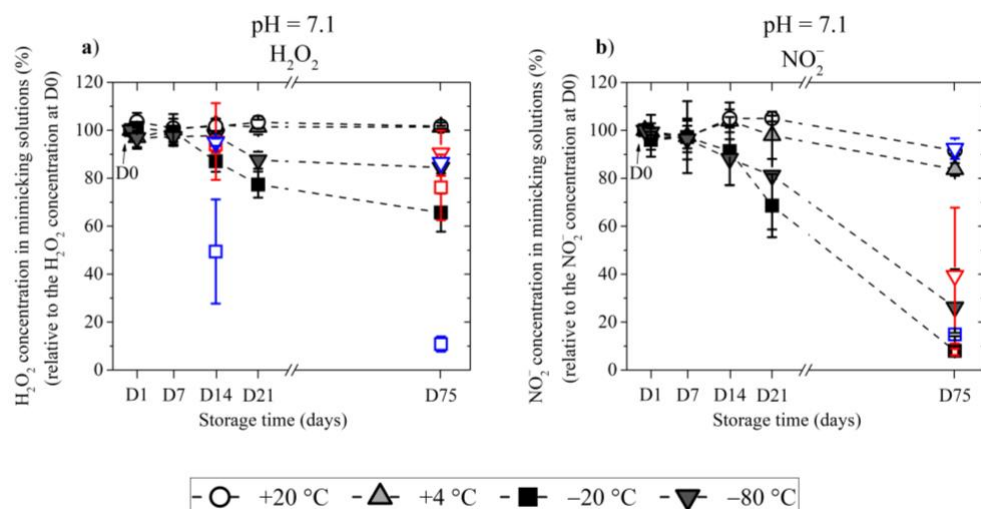 pH = 7.1
a)
H₂O₂
H₂O₂ concentration in mimicking solutions (%)
(relative to the H₂O₂ concentration at D0)
120
100
80
60
40
20
0
D0
D1 D7 D14 D21 D75
Storage time (days)
pH = 7.1
b)
NO₂⁻
NO₂⁻ concentration in mimicking solutions (%)
(relative to the NO₂⁻ concentration at D0)
120
100
80
60
40
20
0
D0
D1 D7 D14 D21 D75
Storage time (days)
+20 °C +4 °C –20 °C –80 °C